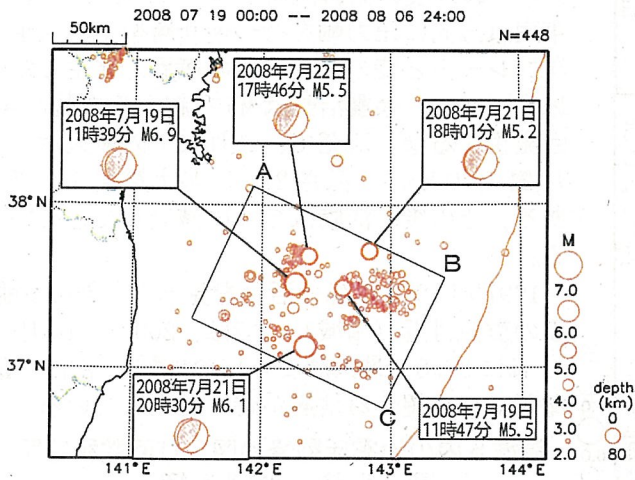 2008 07 19 00:00 -- 2008 08 06 24:00
50km
N=448
2008年7月22日
17時46分 M5.5
2008年7月19日
11時39分 M6.9
2008年7月21日
18時01分 M5.2
A
38°N
B
M
7.0
6.0
37°N
5.0
2008年7月21日
20時30分 M6.1
C
2008年7月19日
11時47分 M5.5
4.0
3.0
2.0
depth
(km)
0
80
141°E
142°E
143°E
144°E